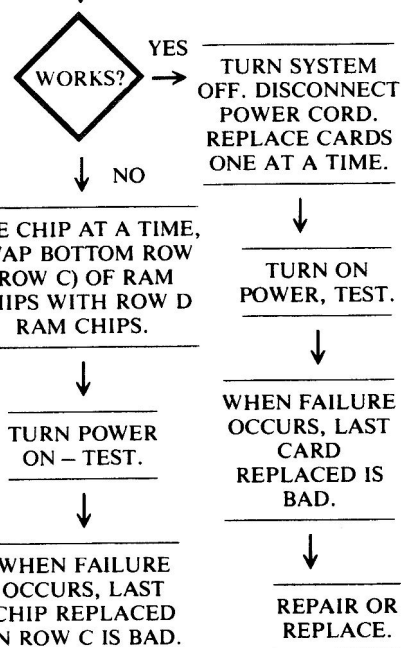 WORKS?
YES
TURN SYSTEM
OFF. DISCONNECT
POWER CORD.
REPLACE CARDS
ONE AT A TIME.
NO
CHIP AT A TIME,
BOTTOM ROW
ROW C) OF RAM
WITH ROW D
RAM CHIPS.
TURN ON
POWER, TEST.
TURN POWER
ON – TEST.
WHEN FAILURE
OCCURS, LAST
CARD
REPLACED IS
BAD.
WHEN FAILURE
OCCURS, LAST
CHIP REPLACED
IN ROW C IS BAD.
REPAIR OR
REPLACE.